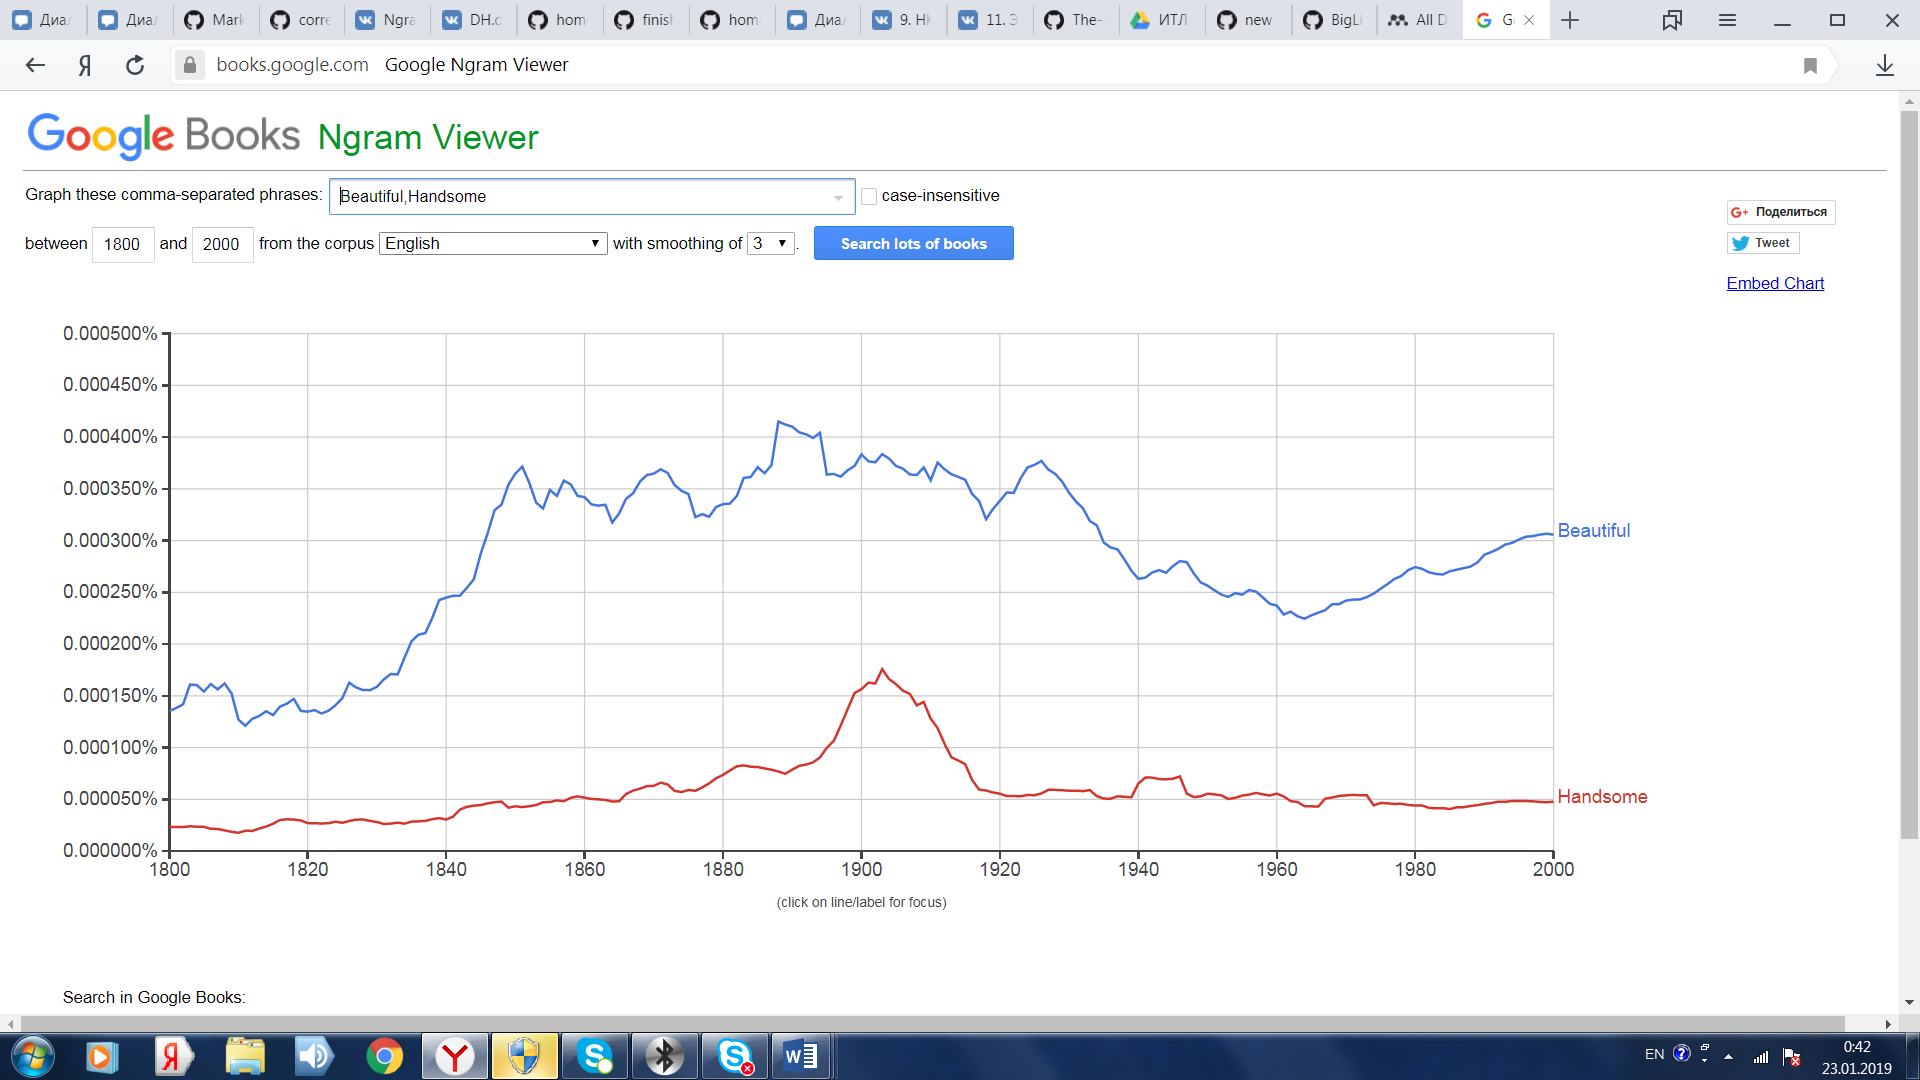 Диал
Диал
Mark
corre
Ngra
DH.c
hom
finish
hom
Диал
9. Н
11. Э
The-
ИТЛ
new
BigLi
All D
G
Я
books.google.com Google Ngram Viewer
Google Books Ngram Viewer
Graph these comma-separated phrases: Beautiful,Handsome case-insensitive
between 1800 and 2000 from the corpus English with smoothing of 3 . Search lots of books
G+ Поделиться
Tweet
Embed Chart
0.000500%
0.000450%
0.000400%
0.000350%
0.000300%
0.000250%
0.000200%
0.000150%
0.000100%
0.000050%
0.000000%
Beautiful
Handsome
1800 1820 1840 1860 1880 1900 1920 1940 1960 1980 2000
(click on line/label for focus)
Search in Google Books:
EN
0:42
23.01.2019